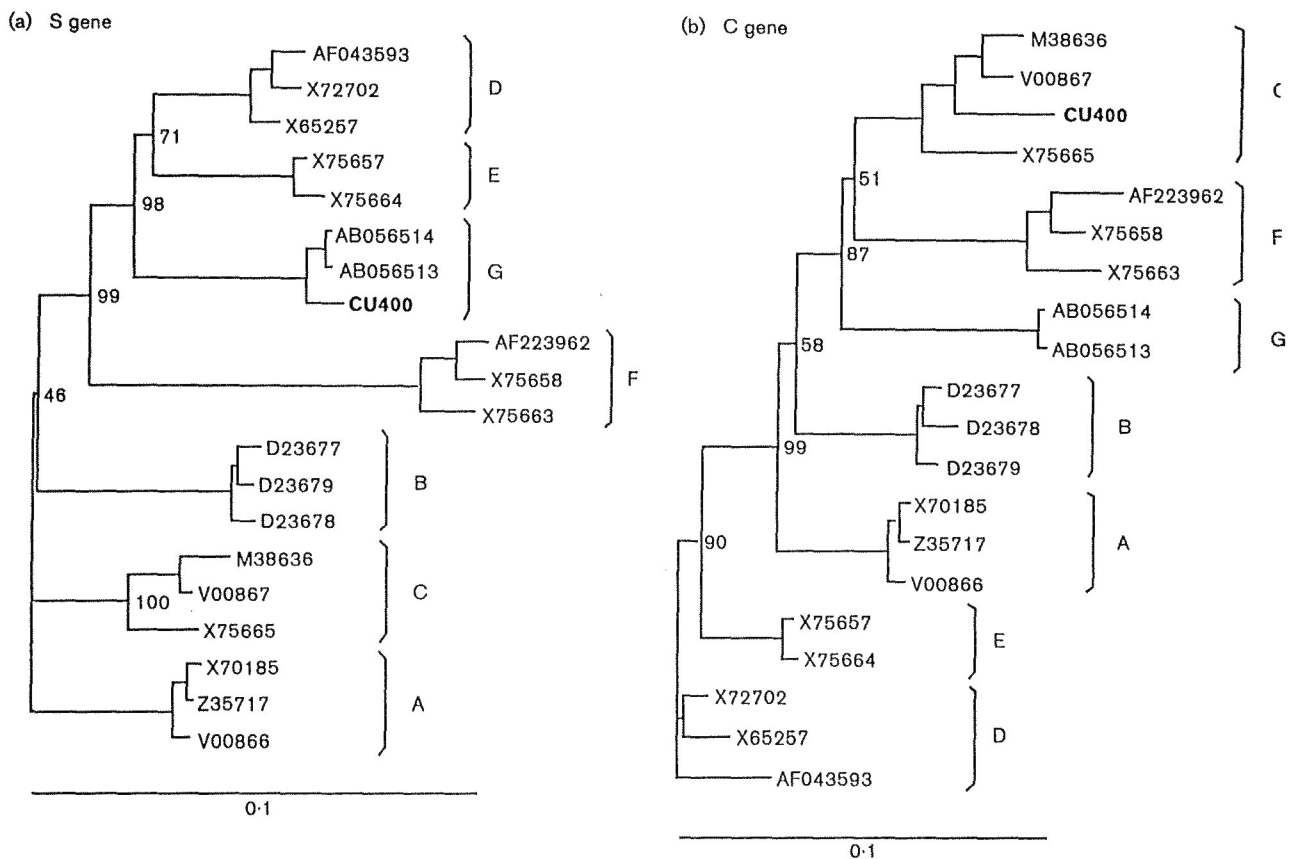 (a) S gene
AF043593
X72702
X65257
D
71
X75657
X75664
E
98
AB056514
AB056513
CU400
G
99
AF223962
X75658
X75663
F
46
D23677
D23679
D23678
B
M38636
V00867
X75665
C
100
X70185
Z35717
V00866
A
0·1
(b) C gene
M38636
V00867
CU400
X75665
51
AF223962
X75658
X75663
F
87
AB056514
AB056513
G
58
D23677
D23678
D23679
B
99
X70185
Z35717
V00866
A
90
X75657
X75664
E
X72702
X65257
AF043593
D
0·1